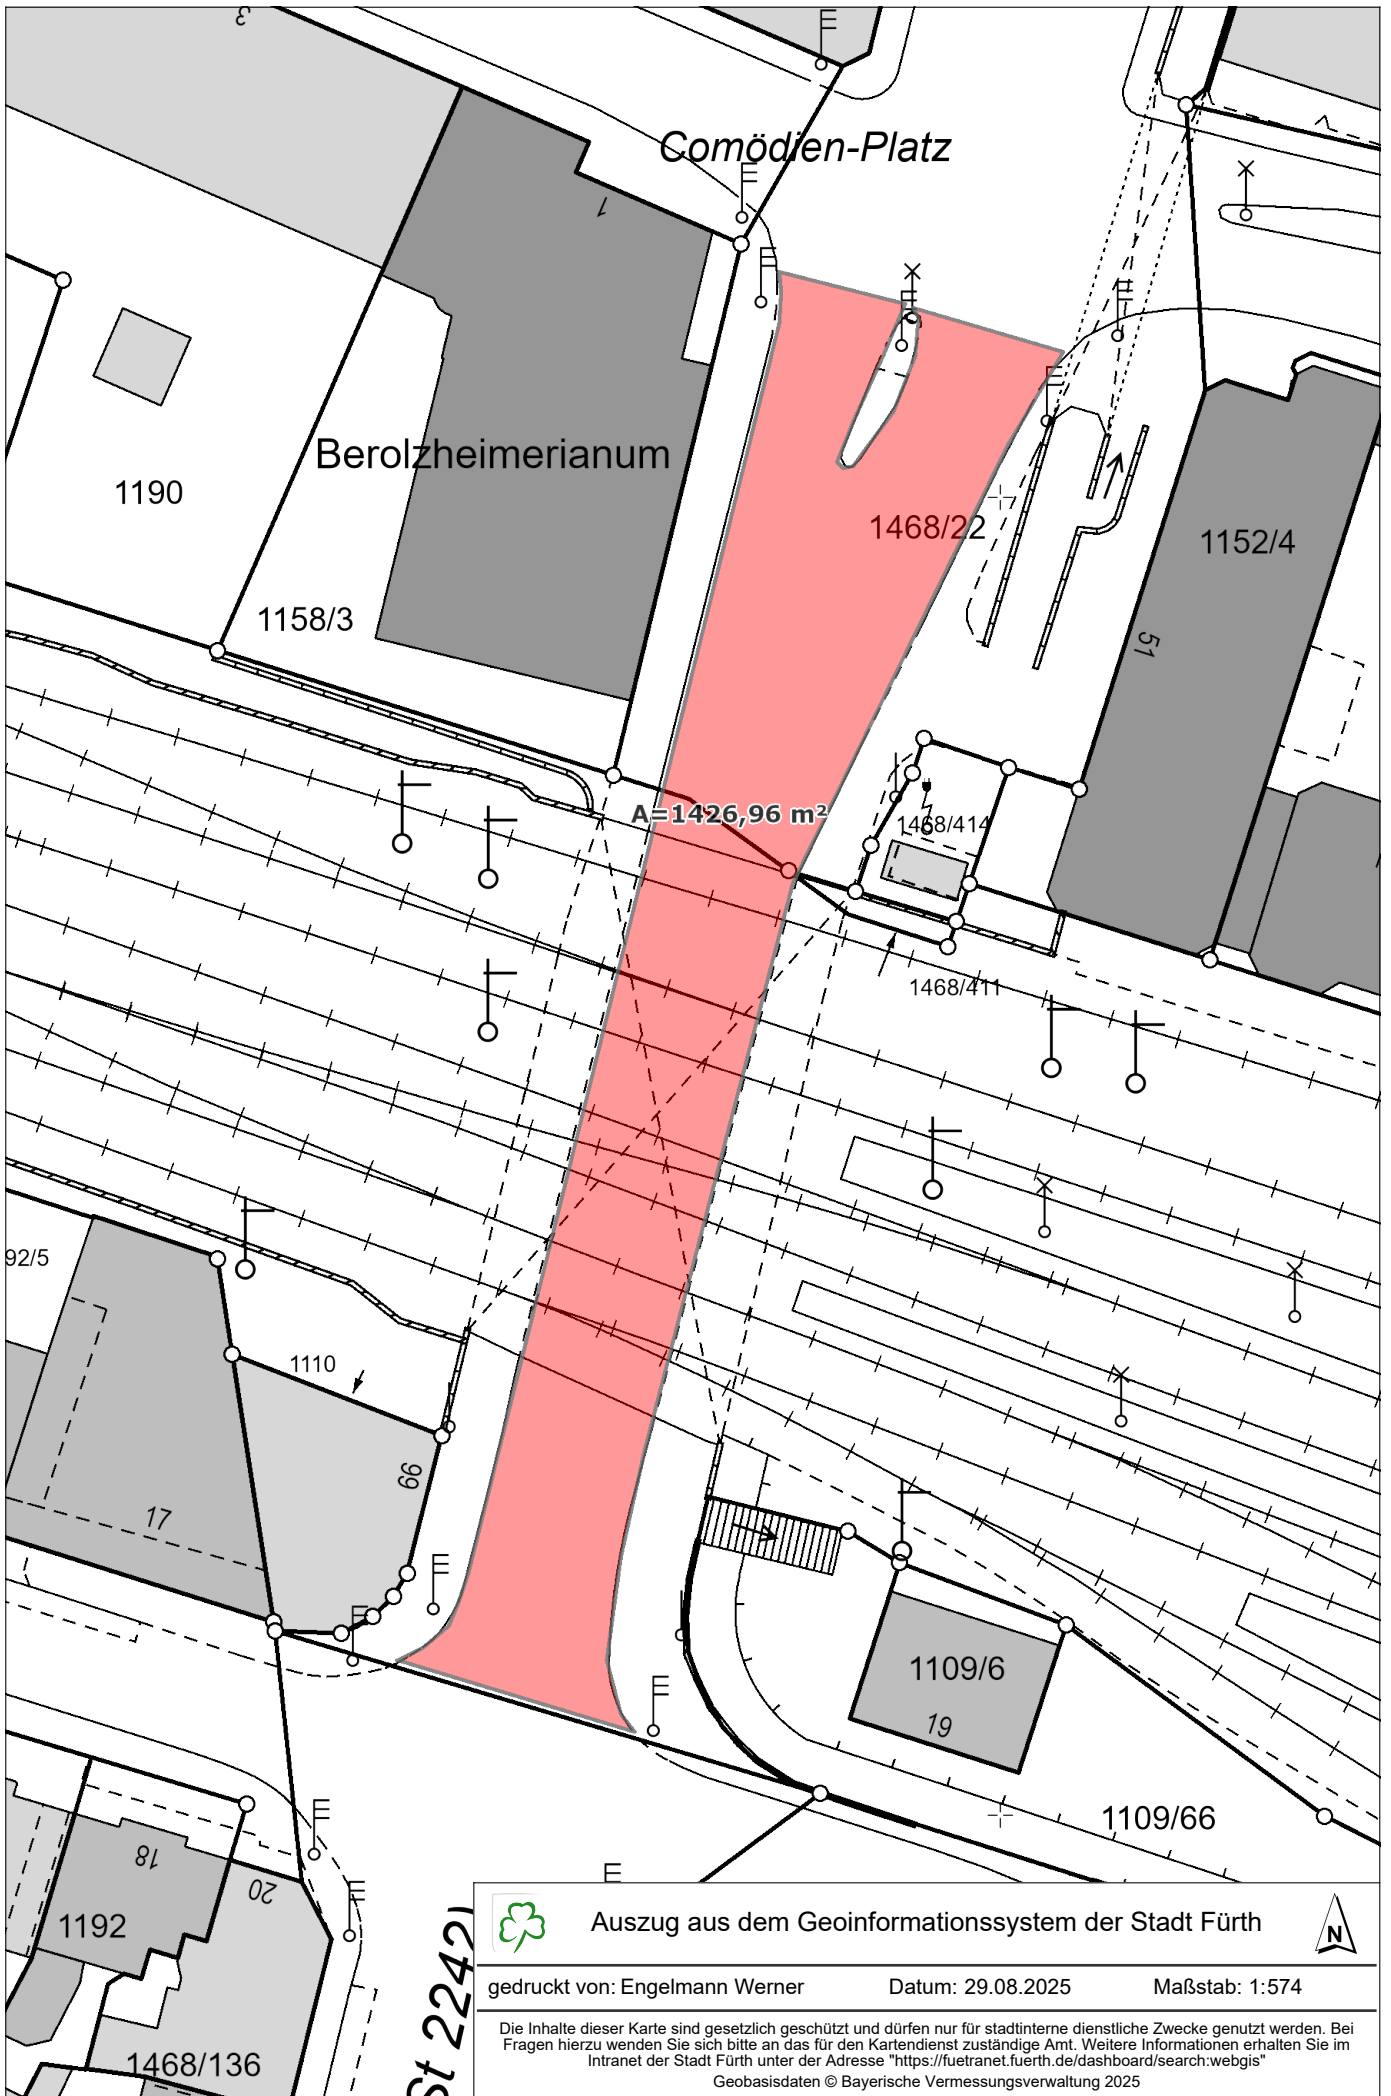 3
Comödien-Platz
1
Berolzheimerianum
1190
1468/22
1152/4
1158/3
51
A=1426,96 m²
1468/414
1468/411
92/5
1110
99
17
1109/6
19
1109/66
18
20
1192
1468/136
St 2242)
Auszug aus dem Geoinformationssystem der Stadt Fürth
N
gedruckt von: Engelmann Werner Datum: 29.08.2025 Maßstab: 1:574
Die Inhalte dieser Karte sind gesetzlich geschützt und dürfen nur für stadtinterne dienstliche Zwecke genutzt werden. Bei
Fragen hierzu wenden Sie sich bitte an das für den Kartendienst zuständige Amt. Weitere Informationen erhalten Sie im
Intranet der Stadt Fürth unter der Adresse "https://fuetranet.fuerth.de/dashboard/search:webgis"
Geobasisdaten © Bayerische Vermessungsverwaltung 2025